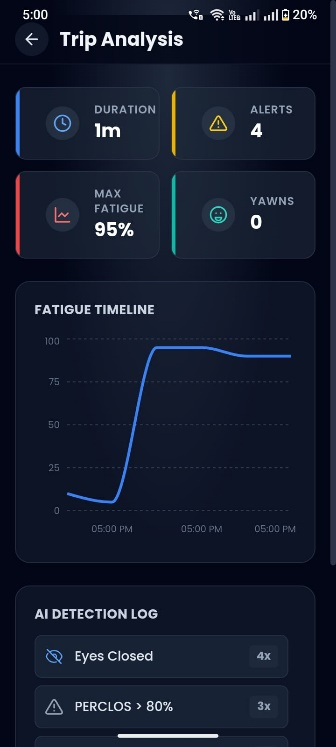 5:00
Vo
LTE
20%
Trip Analysis
DURATION
1m
ALERTS
4
MAX
FATIGUE
95%
YAWNS
0
FATIGUE TIMELINE
100
75
50
25
0
05:00 PM 05:00 PM 05:00 PM
AI DETECTION LOG
Eyes Closed 4x
PERCLOS > 80% 3x